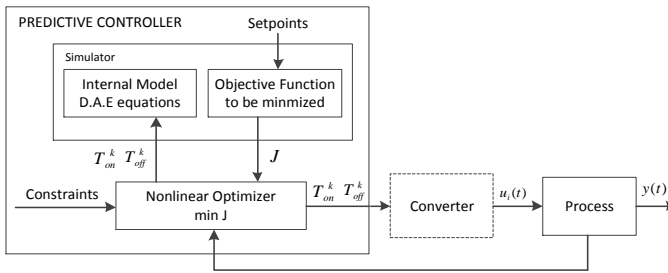 PREDICTIVE CONTROLLER
Setpoints
Simulator
Internal Model
D.A.E equations
Objective Function
to be minmized
T_on^k T_off^k
J
Constraints
Nonlinear Optimizer
min J
T_on^k T_off^k
Converter
u_i(t)
Process
y(t)